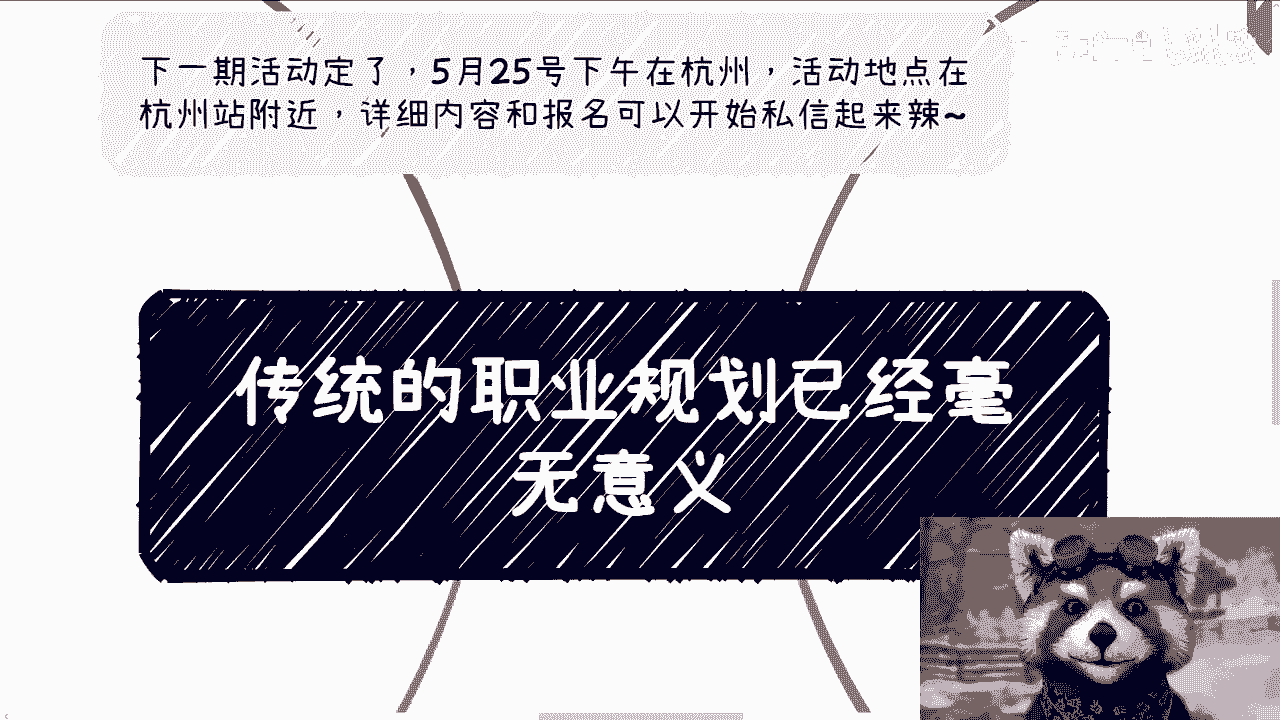 下一期活动定了，5月25号下午在杭州，活动地点在
杭州站附近，详细内容和报名可以开始私信起来辣~
传统的职业规划已经毫
无意义